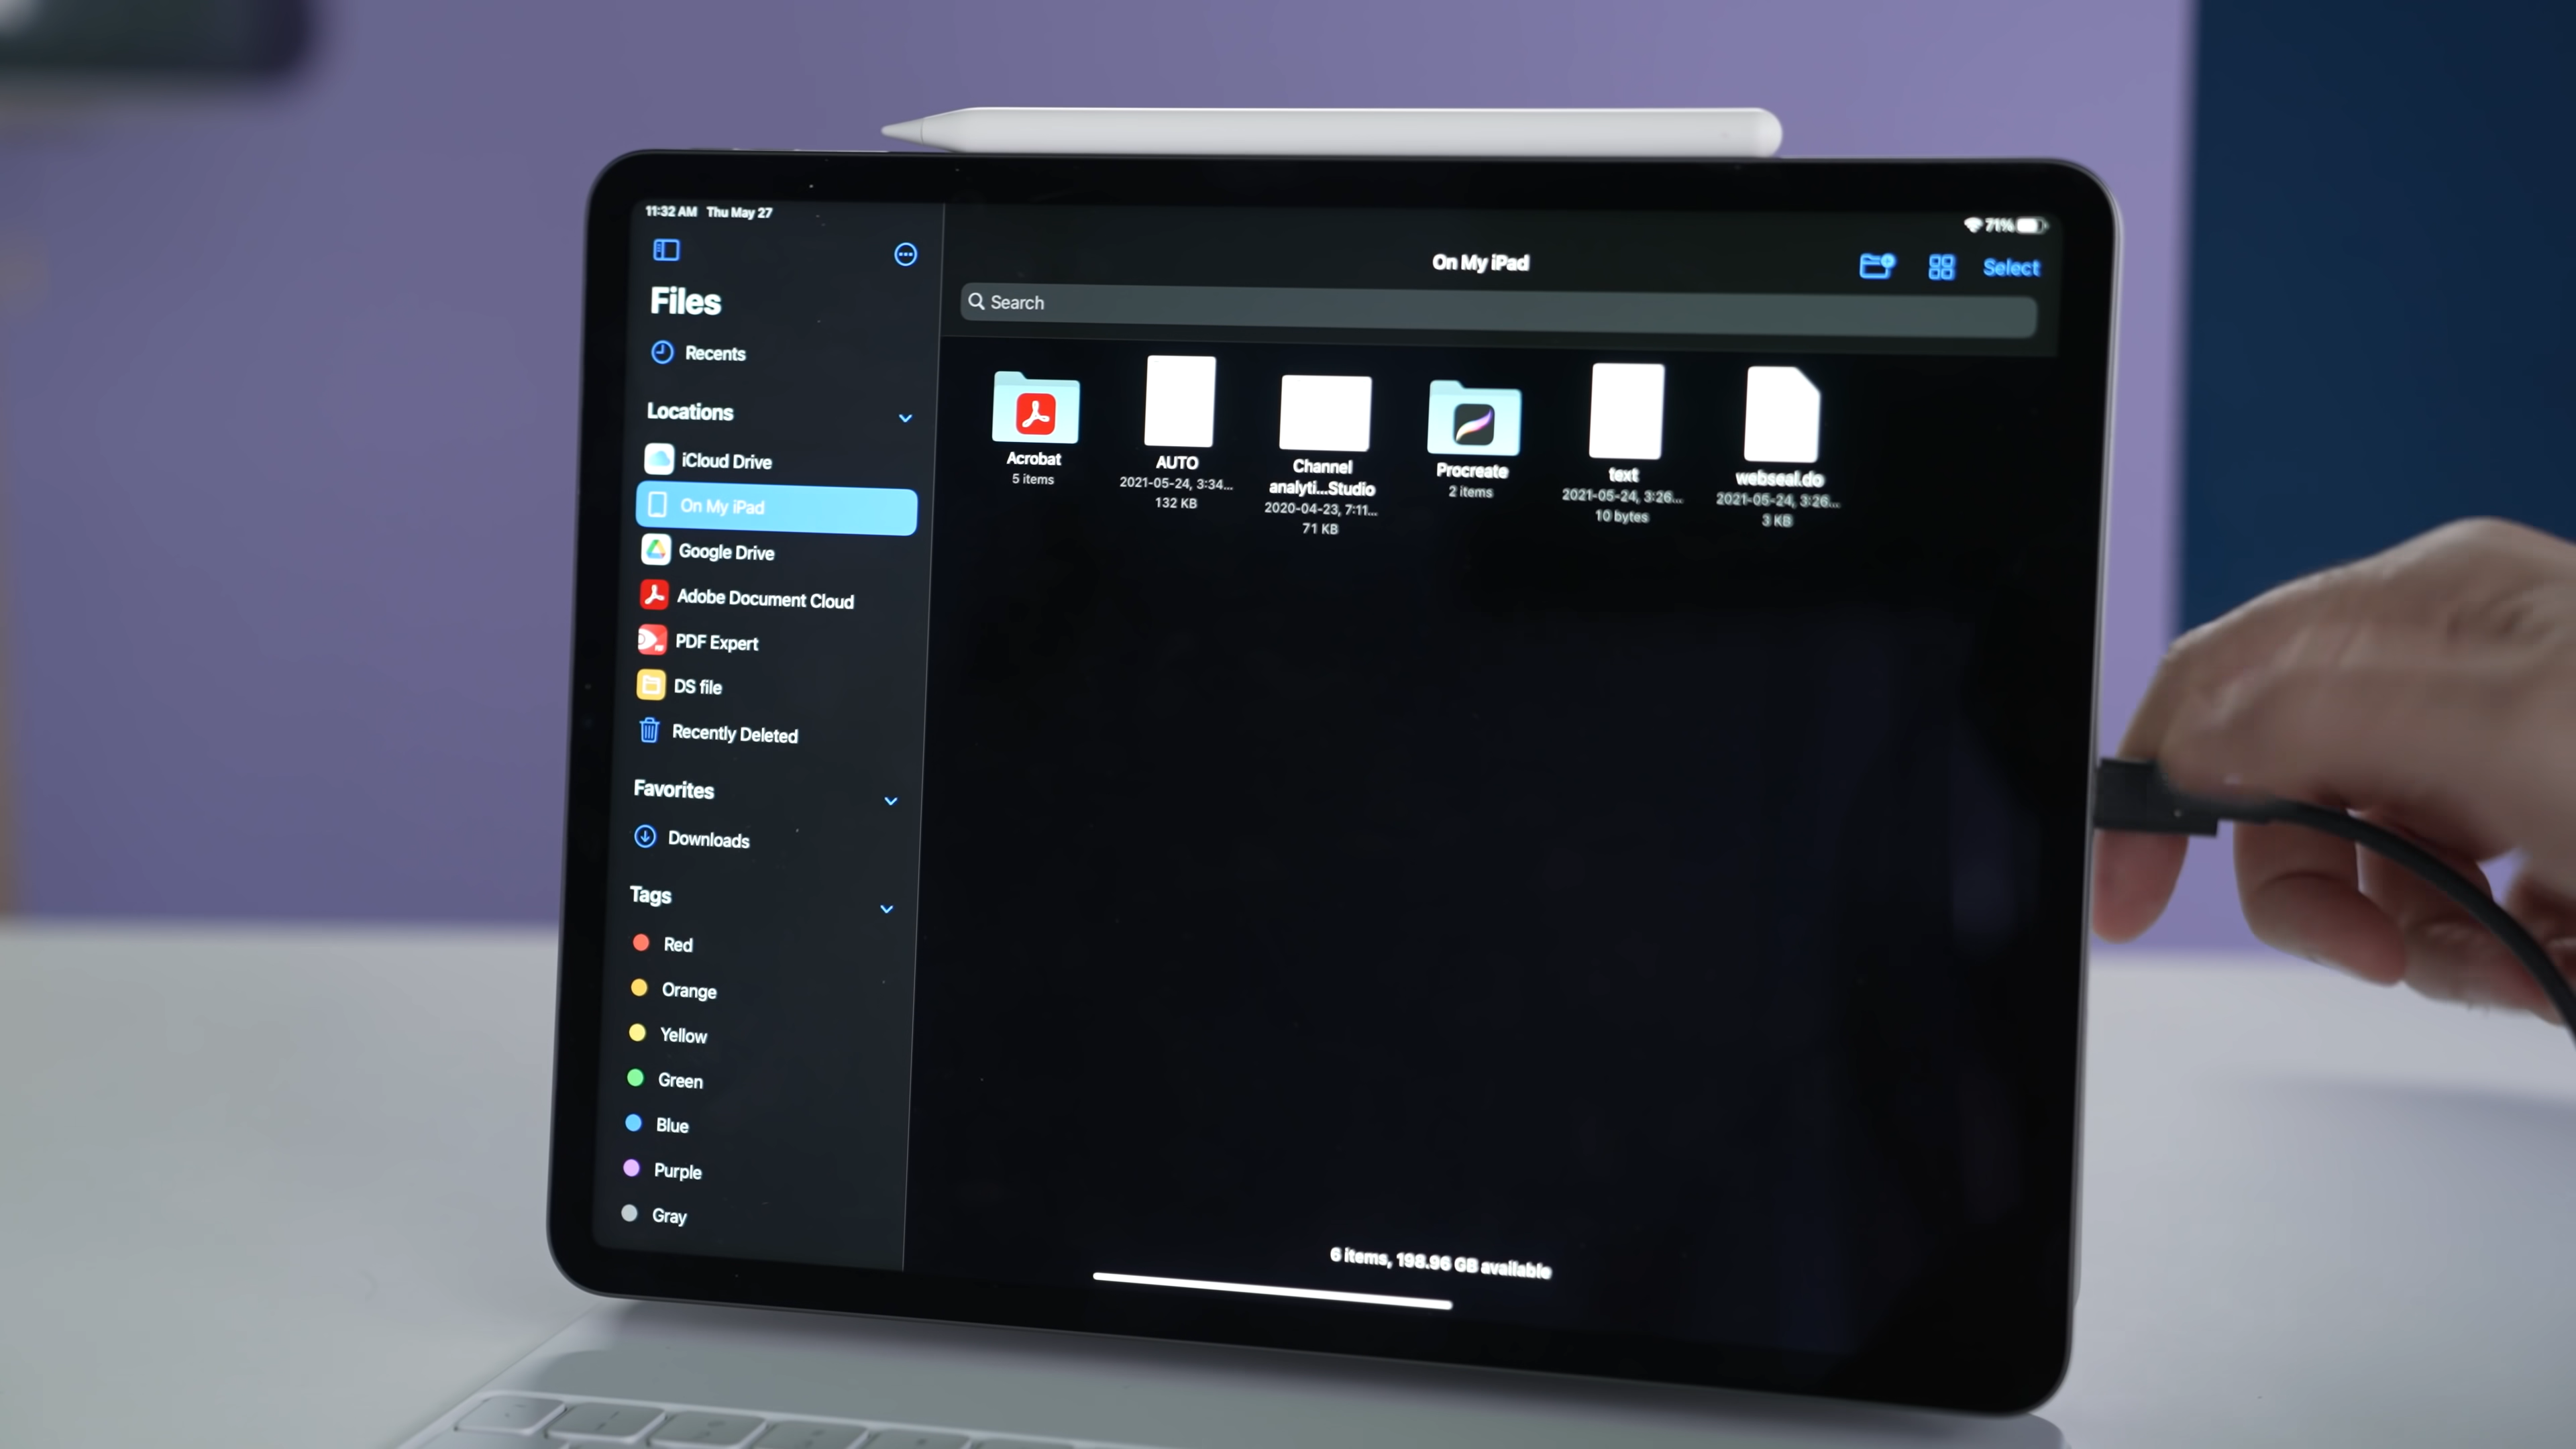 11:32 AM Thu May 27
71%
Files
Recents
Locations
iCloud Drive
On My iPad
Google Drive
Adobe Document Cloud
PDF Expert
DS file
Recently Deleted
Favorites
Downloads
Tags
Red
Orange
Yellow
Green
Blue
Purple
Gray
On My iPad
Select
Search
Acrobat
5 items
AUTO
2021-05-24, 3:34...
132 KB
Channel
analyti...Studio
2020-04-23, 7:11...
71 KB
Procreate
2 items
text
2021-05-24, 3:26...
10 bytes
webseal.do
2021-05-24, 3:26...
3 KB
6 items, 198.96 GB available